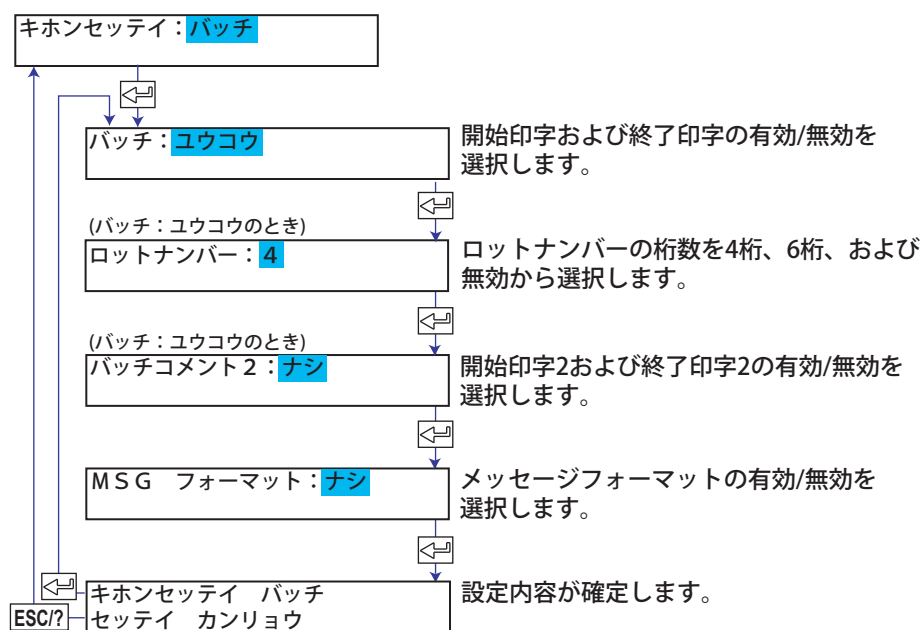 キホンセッテイ：バッチ
バッチ：ユウコウ
開始印字および終了印字の有効/無効を
選択します。
(バッチ：ユウコウのとき)
ロットナンバー：4
ロットナンバーの桁数を4桁、6桁、および
無効から選択します。
(バッチ：ユウコウのとき)
バッチコメント２：ナシ
開始印字2および終了印字2の有効/無効を
選択します。
ＭＳＧ　フォーマット：ナシ
メッセージフォーマットの有効/無効を
選択します。
キホンセッテイ　バッチ
設定内容が確定します。
ESC/?
セッテイ　カンリョウ